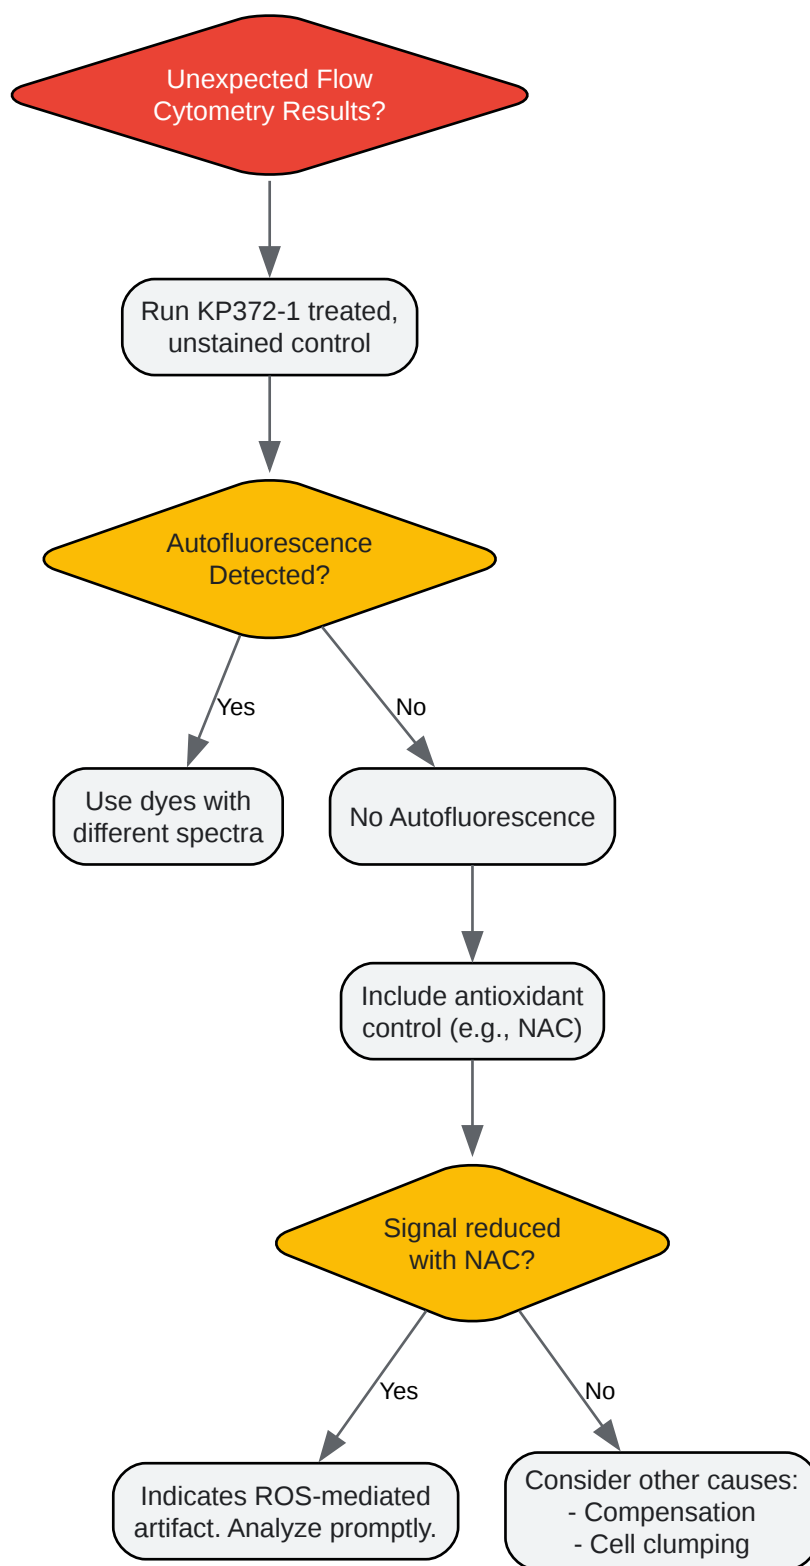 Unexpected Flow
Cytometry Results?
Run KP372-1 treated,
unstained control
Autofluorescence
Detected?
Yes
No
Use dyes with
different spectra
No Autofluorescence
Include antioxidant
control (e.g., NAC)
Signal reduced
with NAC?
Yes
No
Indicates ROS-mediated
artifact. Analyze promptly.
Consider other causes:
- Compensation
- Cell clumping